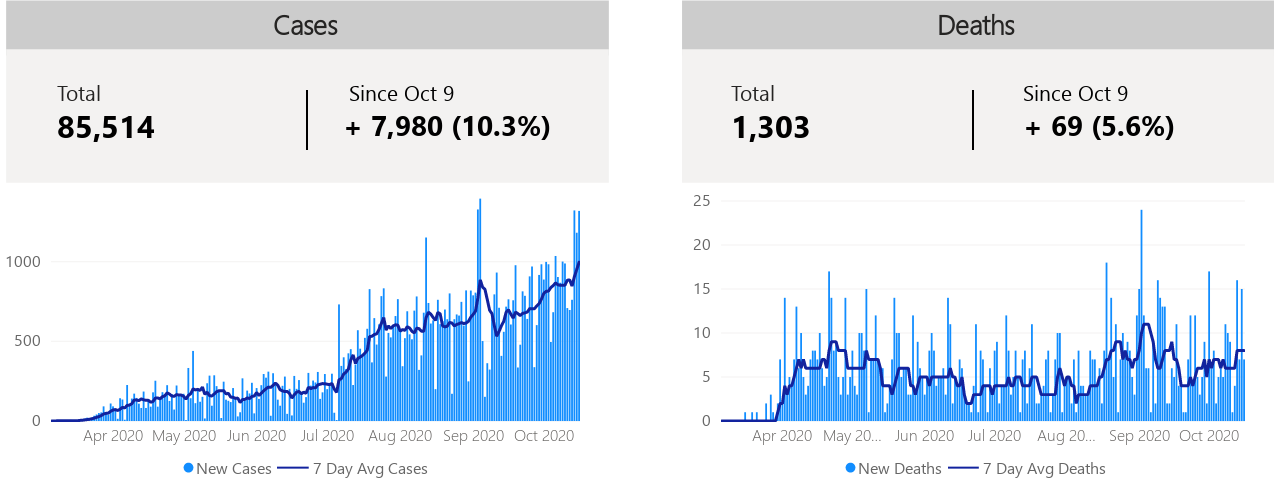 Cases
Total
85,514
Since Oct 9
+ 7,980 (10.3%)
1000
500
0
Apr 2020 May 2020 Jun 2020 Jul 2020 Aug 2020 Sep 2020 Oct 2020
New Cases 7 Day Avg Cases
Deaths
Total
1,303
Since Oct 9
+ 69 (5.6%)
25
20
15
10
5
0
Apr 2020 May 20... Jun 2020 Jul 2020 Aug 20... Sep 2020 Oct 2020
New Deaths 7 Day Avg Deaths